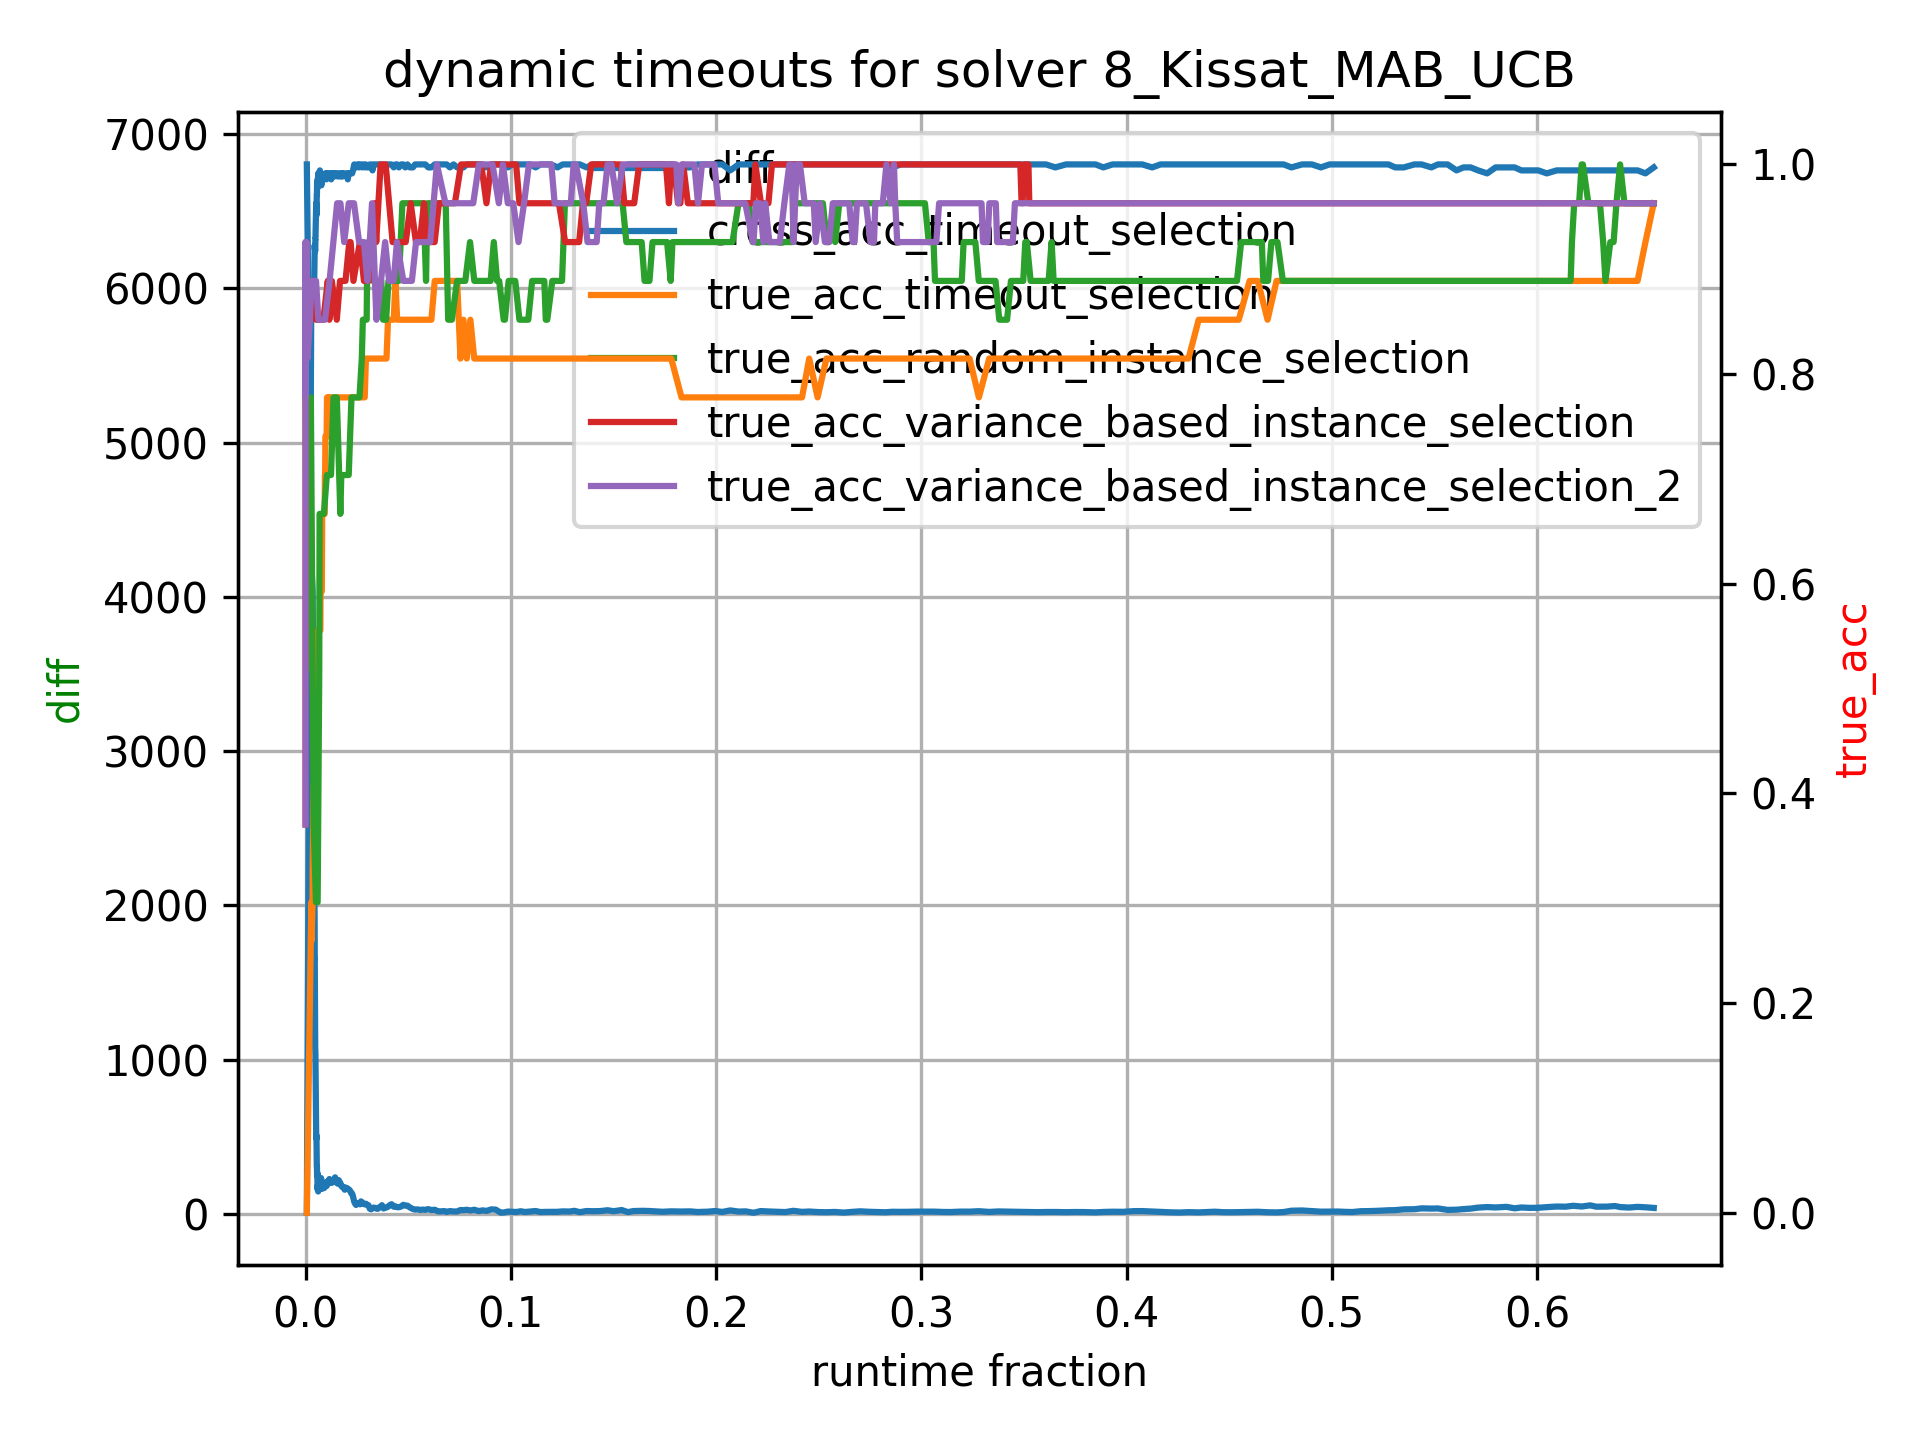 dynamic timeouts for solver 8_Kissat_MAB_UCB
7000
6000
5000
4000
3000
2000
1000
0
diff
diff
cross_acc_timeout_selection
true_acc_timeout_selection
true_acc_random_instance_selection
true_acc_variance_based_instance_selection
true_acc_variance_based_instance_selection_2
1.0
0.8
0.6
0.4
0.2
0.0
true_acc
0.0 0.1 0.2 0.3 0.4 0.5 0.6
runtime fraction